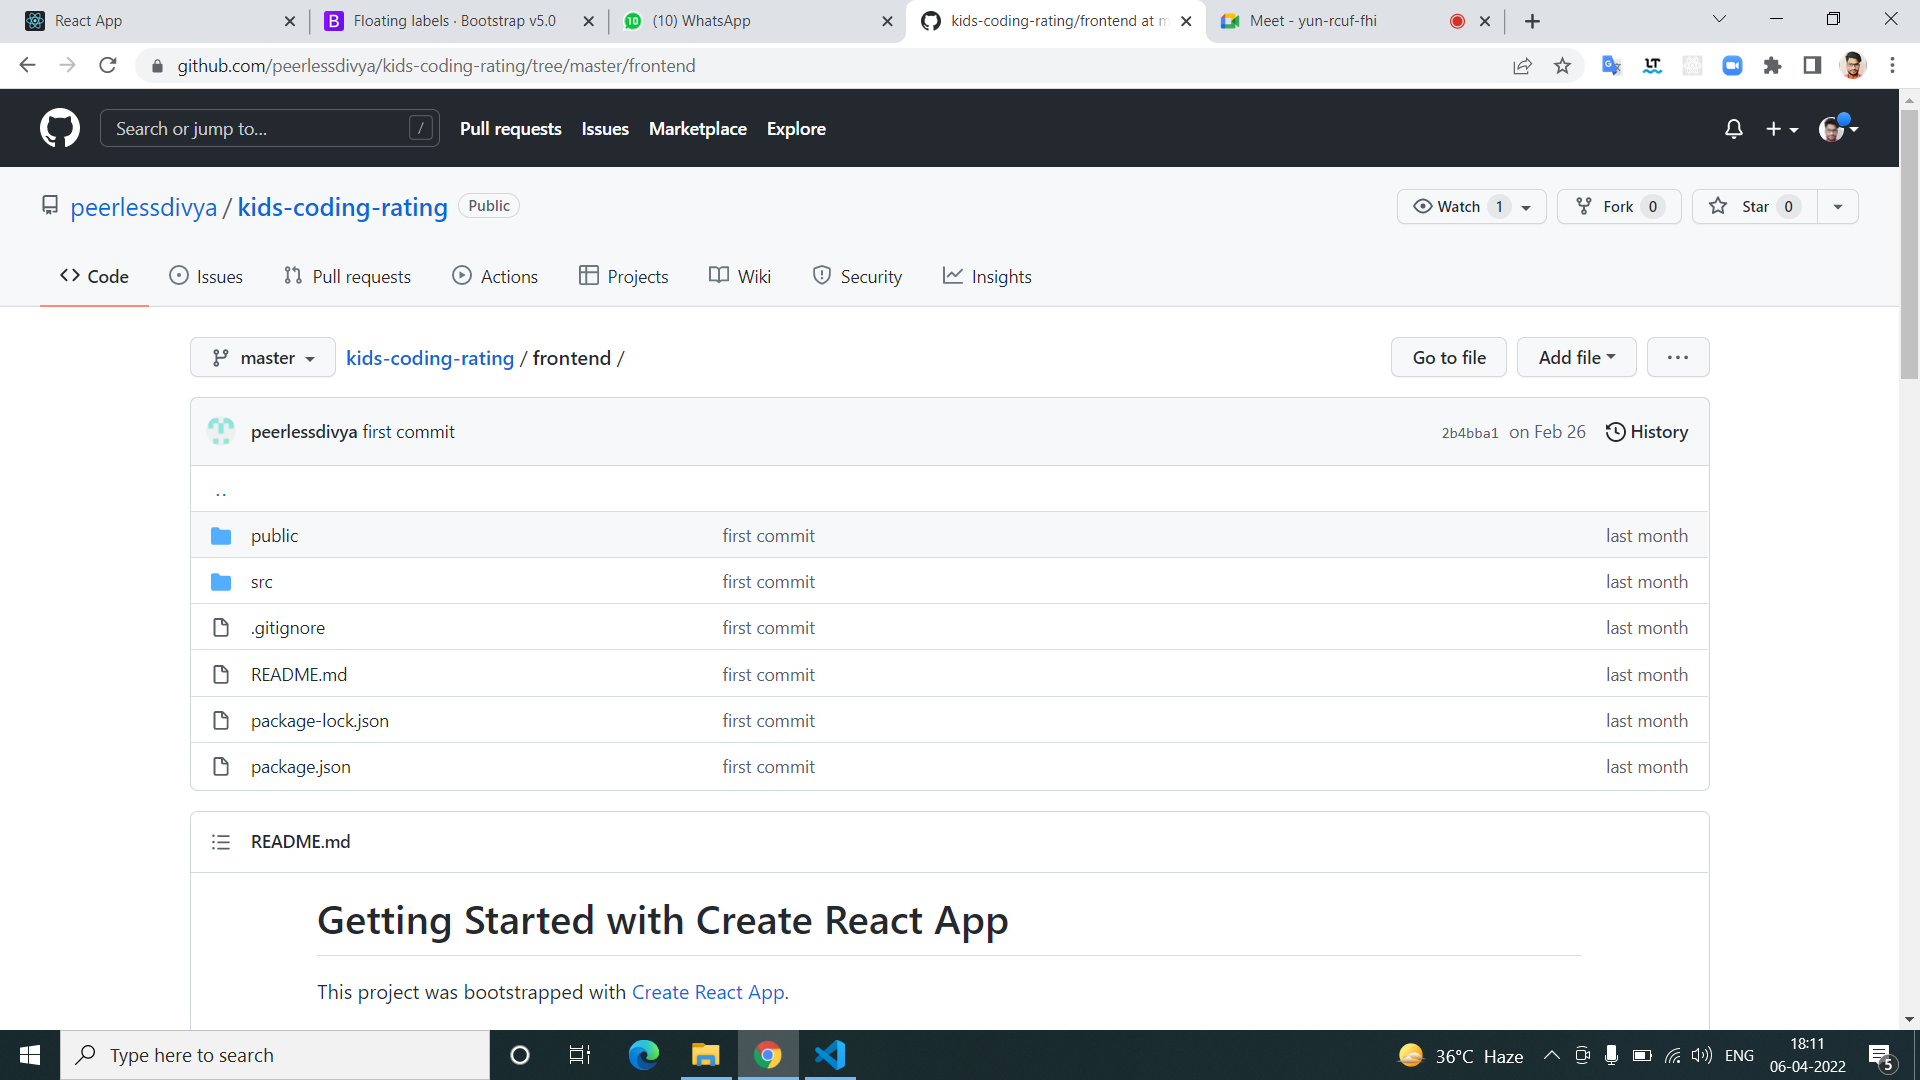 React App
Floating labels · Bootstrap v5.0
(10) WhatsApp
kids-coding-rating/frontend at m
Meet - yun-rcuf-fhi
github.com/peerlessdivya/kids-coding-rating/tree/master/frontend
Search or jump to...
/
Pull requests
Issues
Marketplace
Explore
peerlessdivya / kids-coding-rating
Public
Watch 1
Fork 0
Star 0
Code
Issues
Pull requests
Actions
Projects
Wiki
Security
Insights
master
kids-coding-rating / frontend /
Go to file
Add file
peerlessdivya first commit
2b4bba1 on Feb 26
History
..
public first commit last month
src first commit last month
.gitignore first commit last month
README.md first commit last month
package-lock.json first commit last month
package.json first commit last month
README.md
Getting Started with Create React App
This project was bootstrapped with Create React App.
Type here to search
36°C Haze
ENG
18:11
06-04-2022
5